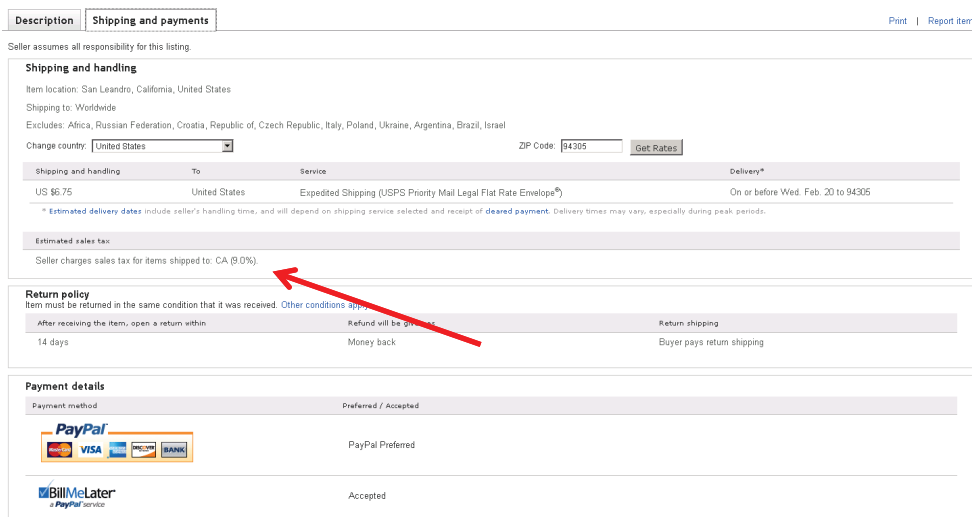 Description Shipping and payments
Print | Report item
Seller assumes all responsibility for this listing.
Shipping and handling
Item location: San Leandro, California, United States
Shipping to: Worldwide
Excludes: Africa, Russian Federation, Croatia, Republic of, Czech Republic, Italy, Poland, Ukraine, Argentina, Brazil, Israel
Change country: United States ZIP Code: 94305 Get Rates
Shipping and handling To Service Delivery*
US $6.75 United States Expedited Shipping (USPS Priority Mail Legal Flat Rate Envelope®) On or before Wed. Feb. 20 to 94305
* Estimated delivery dates include seller's handling time, and will depend on shipping service selected and receipt of cleared payment. Delivery times may vary, especially during peak periods.
Estimated sales tax
Seller charges sales tax for items shipped to: CA (9.0%).
Return policy
Item must be returned in the same condition that it was received. Other conditions apply
After receiving the item, open a return within Refund will be Return shipping
14 days Money back Buyer pays return shipping
Payment details
Payment method Preferred / Accepted
PayPal
MasterCard VISA DISCOVER BANK
PayPal Preferred
BillMeLater
a PayPal service
Accepted